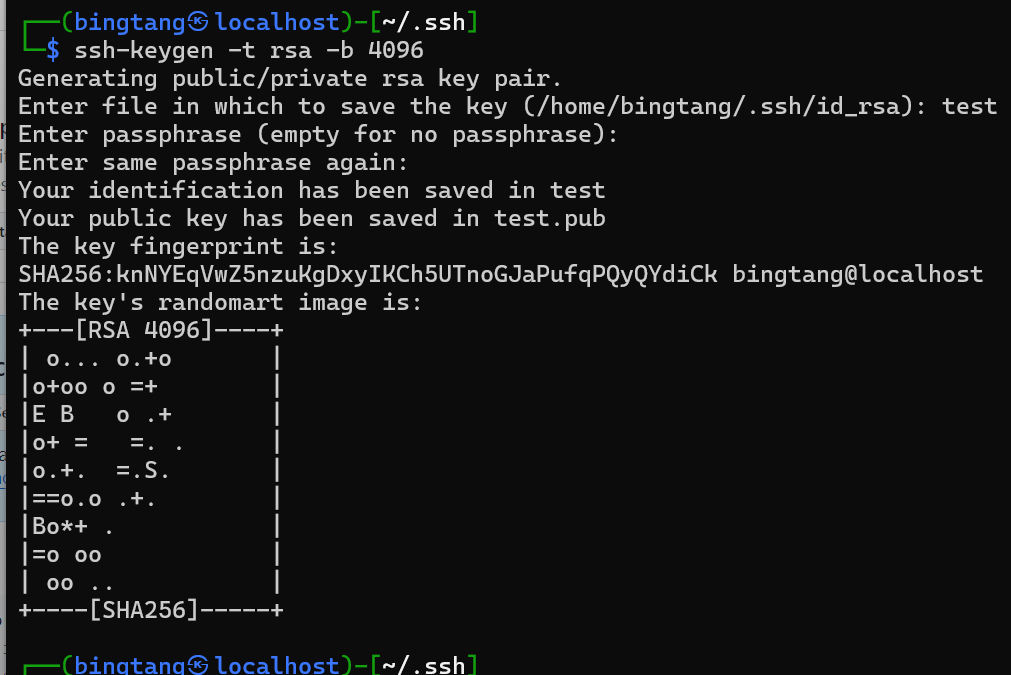 ┌──(bingtang㉿localhost)-[~/.ssh]
└─$ ssh-keygen -t rsa -b 4096
Generating public/private rsa key pair.
Enter file in which to save the key (/home/bingtang/.ssh/id_rsa): test
Enter passphrase (empty for no passphrase):
Enter same passphrase again:
Your identification has been saved in test
Your public key has been saved in test.pub
The key fingerprint is:
SHA256:knNYEqVwZ5nzuKgDxyIKCh5UTnoGJaPufqPQyQYdiCk bingtang@localhost
The key's randomart image is:
+---[RSA 4096]----+
| o... o.+o       |
|o+oo o =+        |
|E B   o .+       |
|o+ =   =. .      |
|o.+.  =.S.       |
|==o.o .+.        |
|Bo*+ .           |
|=o oo            |
| oo ..           |
+----[SHA256]-----+
┌──(bingtang㉿localhost)-[~/.ssh]